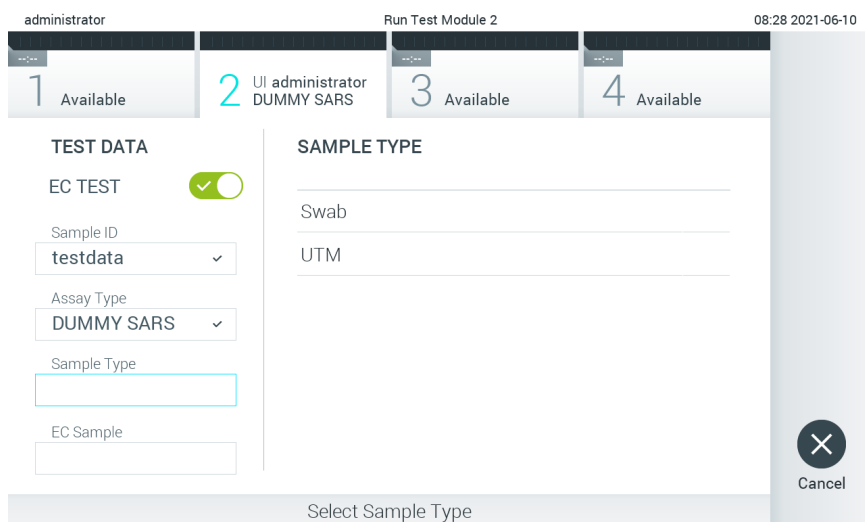 administrator
Run Test Module 2
08:28 2021-06-10
--:--
1 Available
2 UI administrator
DUMMY SARS
--:--
3 Available
--:--
4 Available
TEST DATA
EC TEST
Sample ID
testdata
Assay Type
DUMMY SARS
Sample Type
EC Sample
SAMPLE TYPE
Swab
UTM
Cancel
Select Sample Type